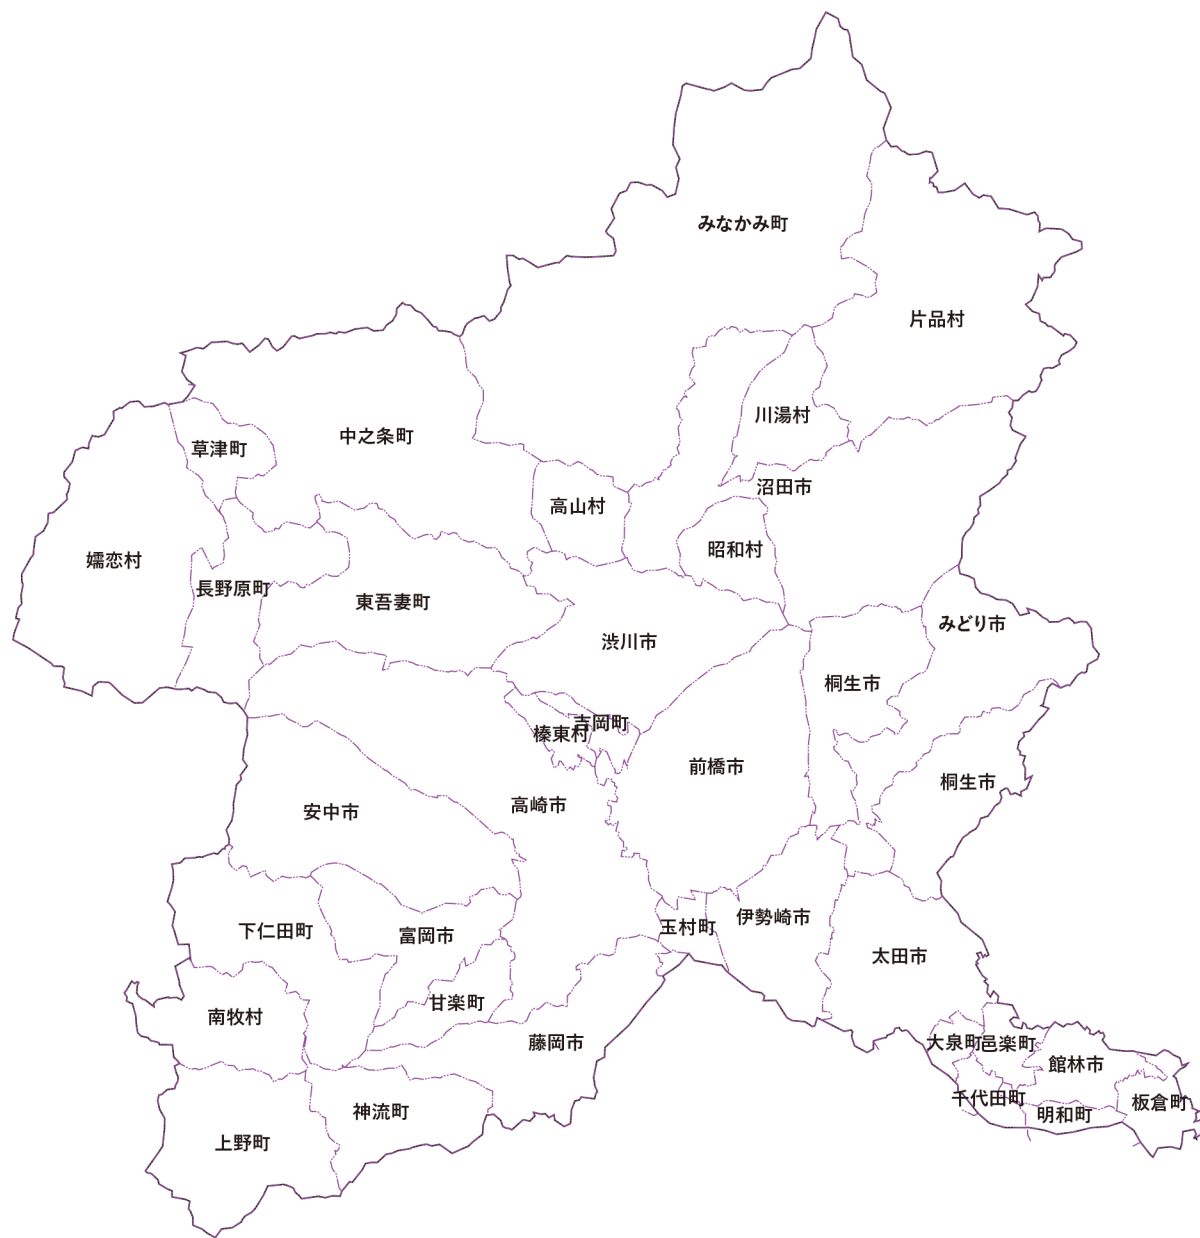 みなかみ町
片品村
川湯村
中之条町
草津町
沼田市
高山村
昭和村
嬬恋村
長野原町
東吾妻町
みどり市
渋川市
桐生市
吉岡町
榛東村
前橋市
桐生市
高崎市
安中市
伊勢崎市
玉村町
下仁田町
富岡市
太田市
甘楽町
南牧村
藤岡市
大泉町
邑楽町
館林市
千代田町
板倉町
神流町
明和町
上野町